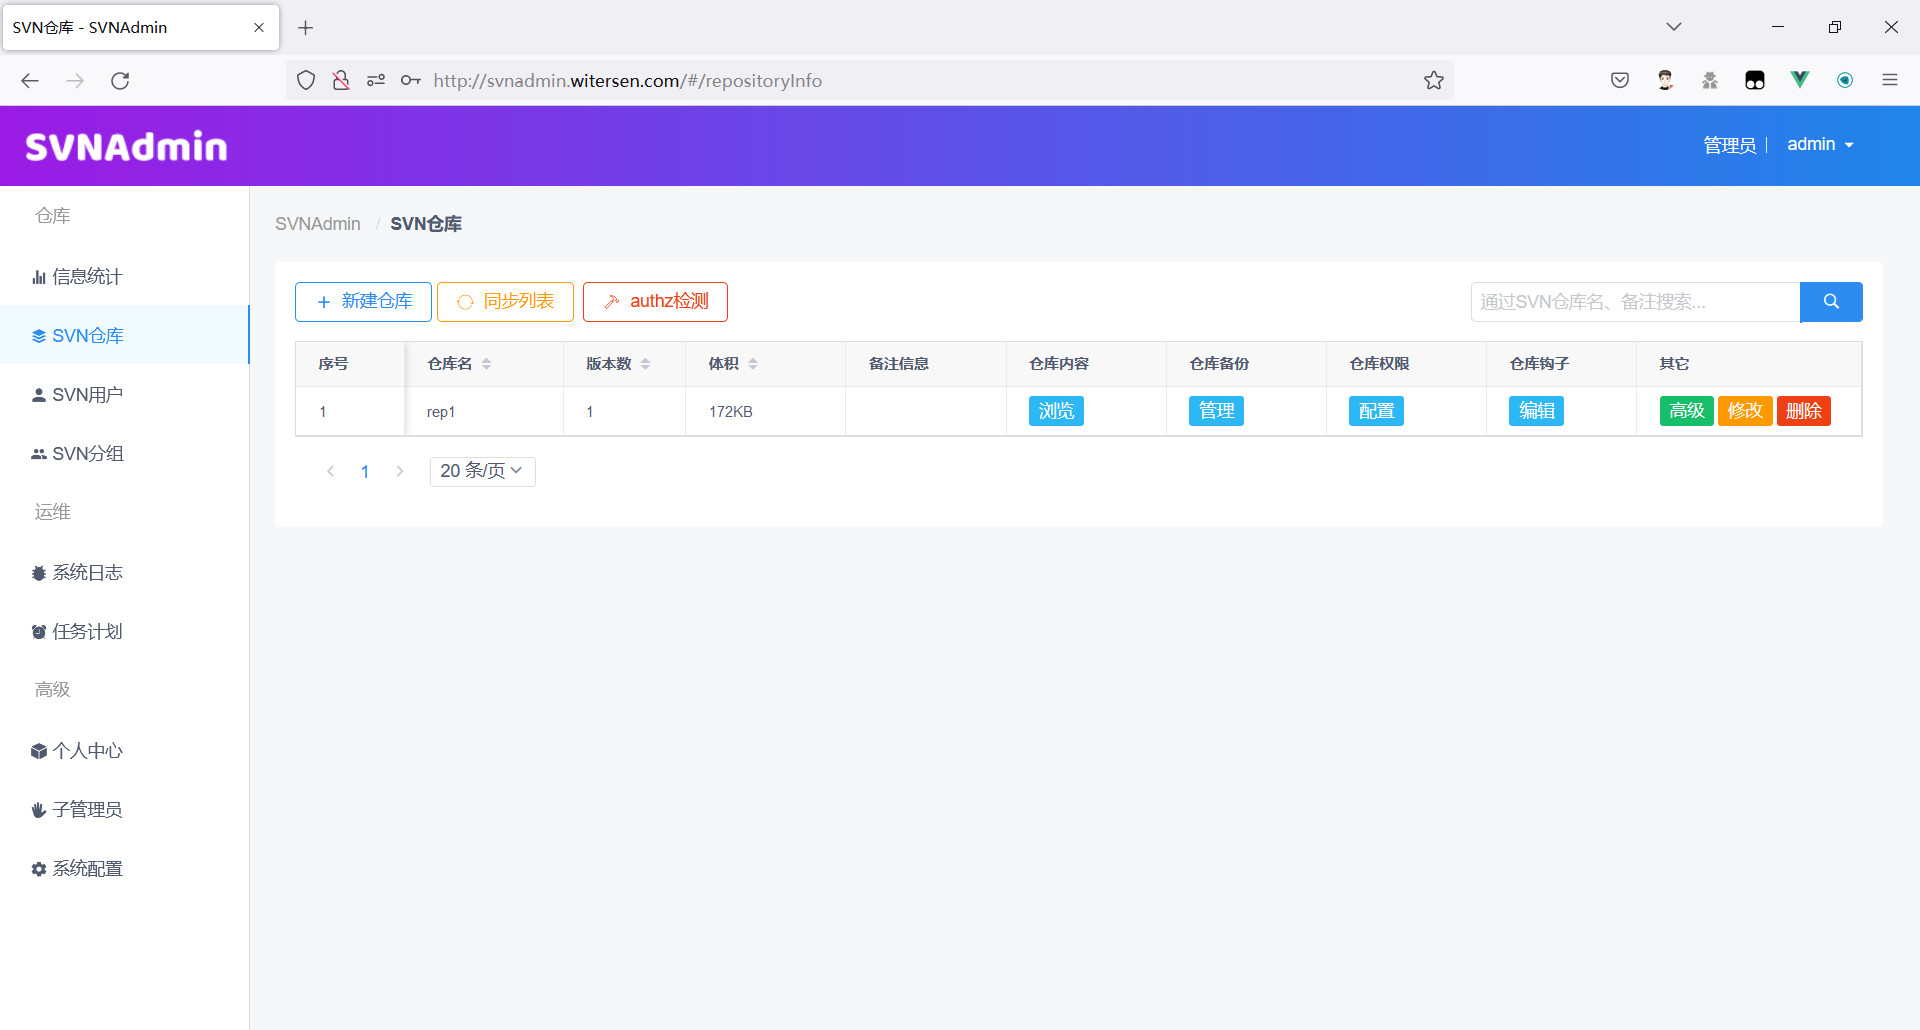 SVN仓库 - SVNAdmin
http://svnadmin.witersen.com/#/repositoryInfo
SVNAdmin
管理员 | admin
仓库
信息统计
SVN仓库
SVN用户
SVN分组
运维
系统日志
任务计划
高级
个人中心
子管理员
系统配置
SVNAdmin / SVN仓库
新建仓库 同步列表 authz检测 通过SVN仓库名、备注搜索...
序号 仓库名 版本数 体积 备注信息 仓库内容 仓库备份 仓库权限 仓库钩子 其它
1 rep1 1 172KB 浏览 管理 配置 编辑 高级 修改 删除
1 20 条/页